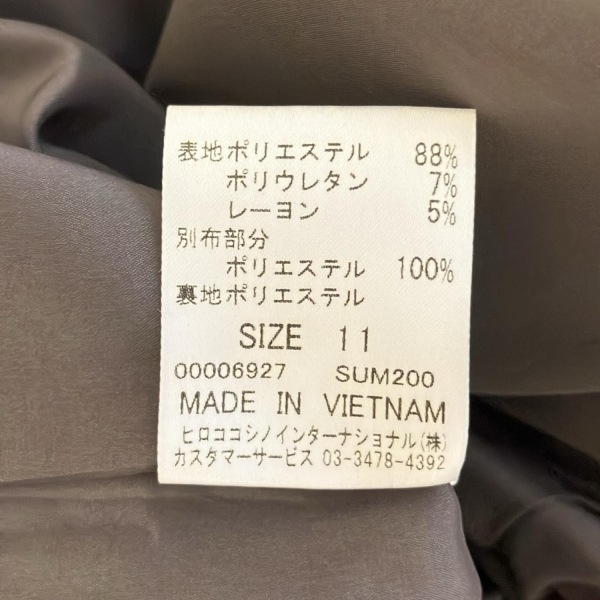 表地ポリエステル 88%
ポリウレタン 7%
レーヨン 5%
別布部分
ポリエステル 100%
裏地ポリエステル
SIZE 11
00006927 SUM200
MADE IN VIETNAM
ヒロココシノインターナショナル(株)
カスタマーサービス 03-3478-4392